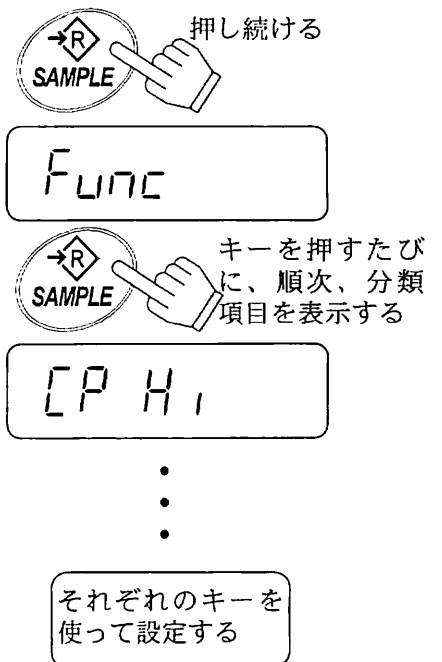 →R
SAMPLE
押し続ける
Func
→R
SAMPLE
キーを押すたび
に、順次、分類
項目を表示する
CP Hi
それぞれのキーを
使って設定する